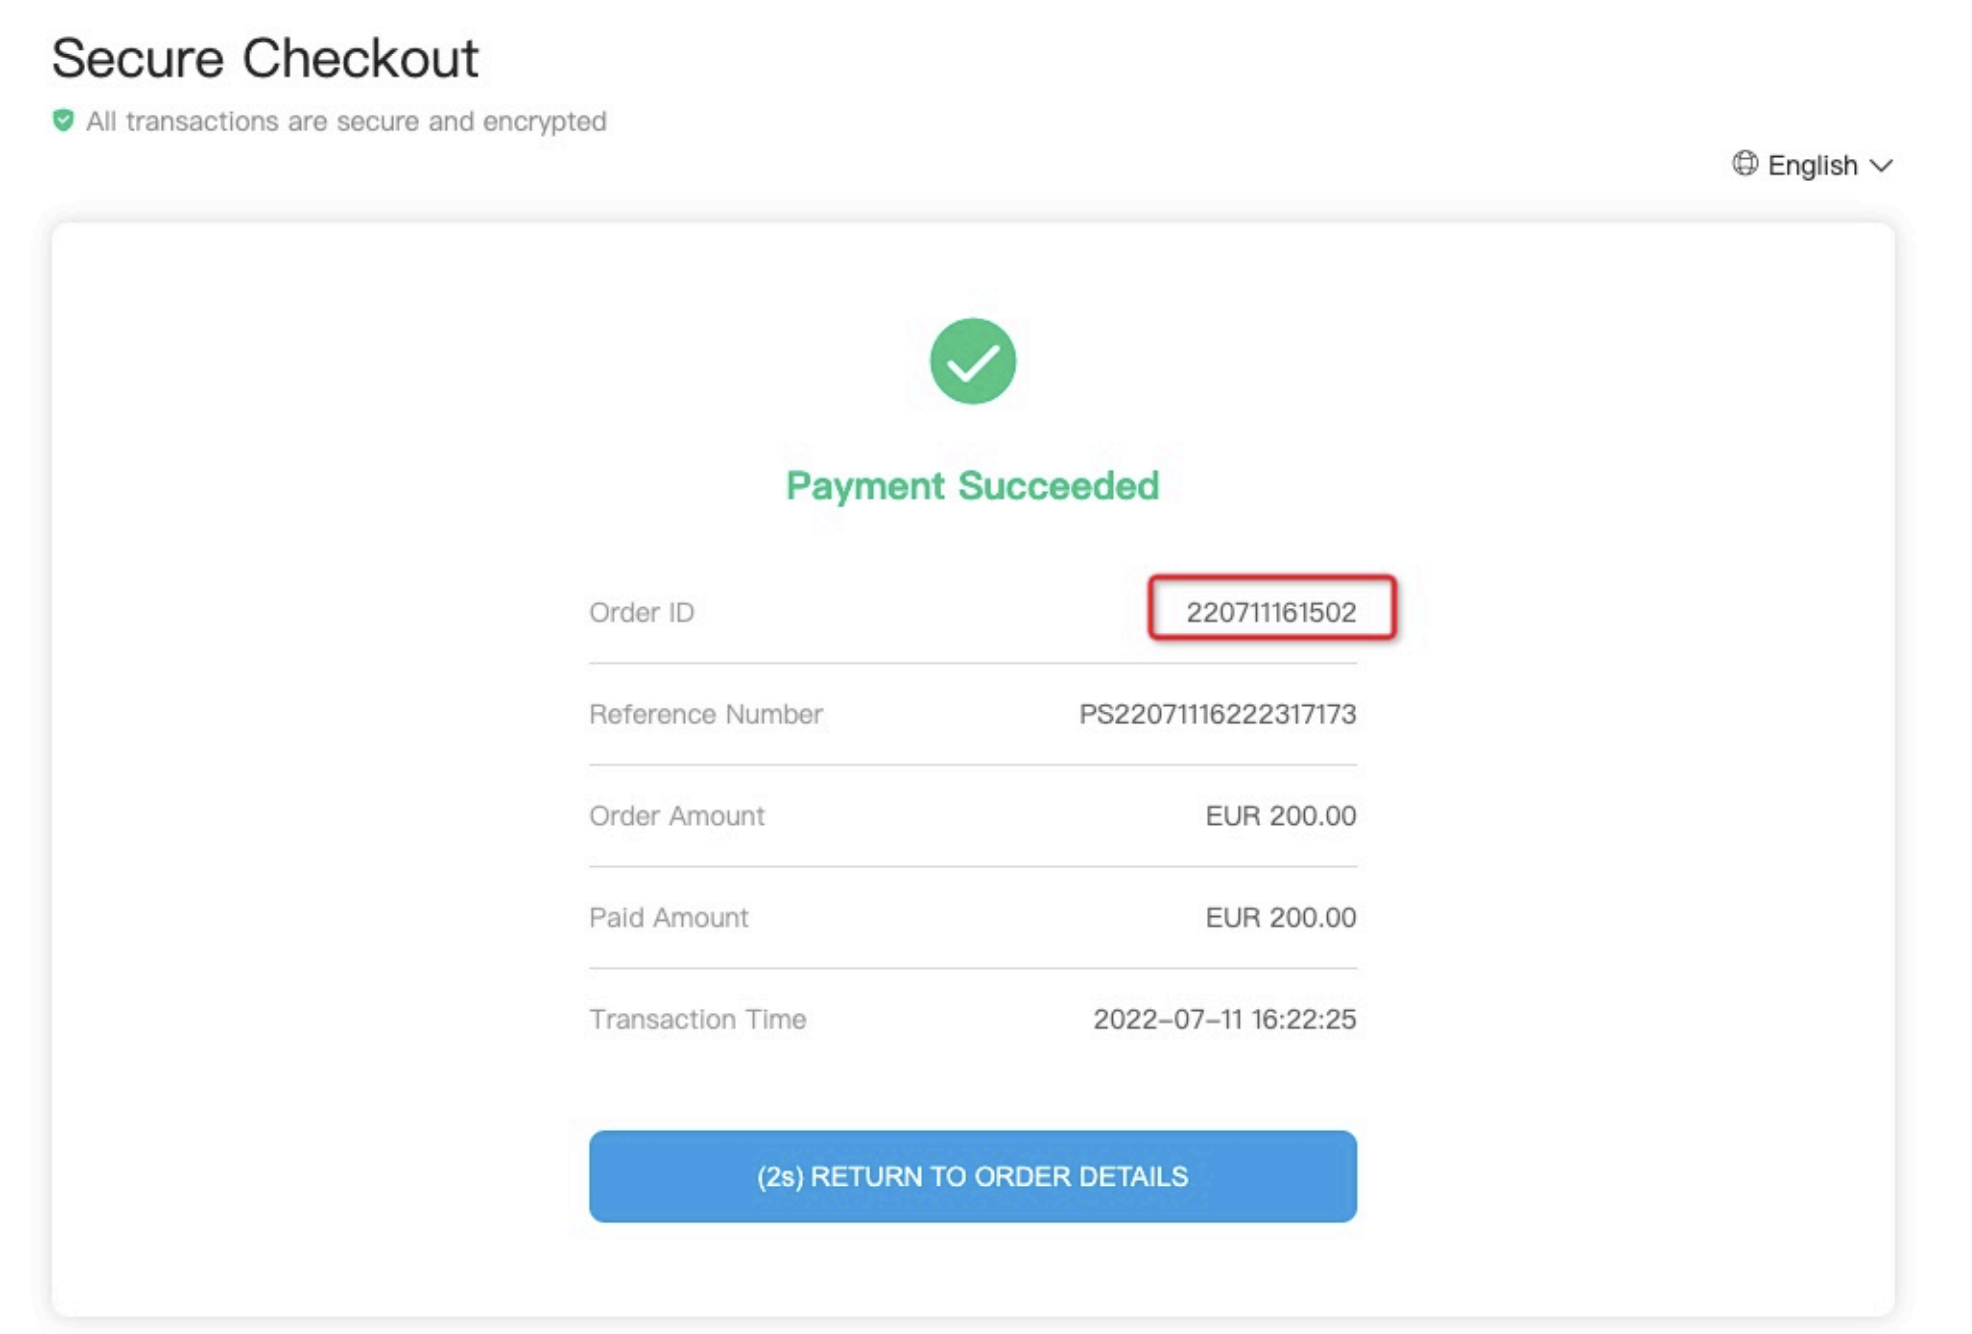 Secure Checkout
All transactions are secure and encrypted
English
Payment Succeeded
Order ID 220711161502
Reference Number PS22071116222317173
Order Amount EUR 200.00
Paid Amount EUR 200.00
Transaction Time 2022-07-11 16:22:25
(2s) RETURN TO ORDER DETAILS